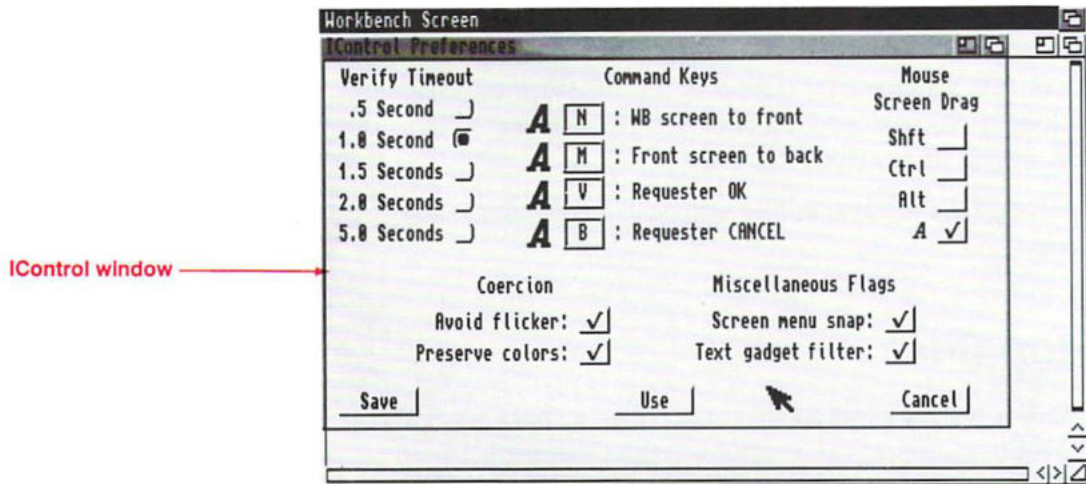 Workbench Screen
IControl Preferences
Verify Timeout
.5 Second
1.0 Second
1.5 Seconds
2.0 Seconds
5.0 Seconds
Command Keys
A N : WB screen to front
A M : Front screen to back
A V : Requester OK
A B : Requester CANCEL
Mouse
Screen Drag
Shft
Ctrl
Alt
A ✓
IControl window
Coercion
Avoid flicker: ✓
Preserve colors: ✓
Miscellaneous Flags
Screen menu snap: ✓
Text gadget filter: ✓
Save
Use
Cancel